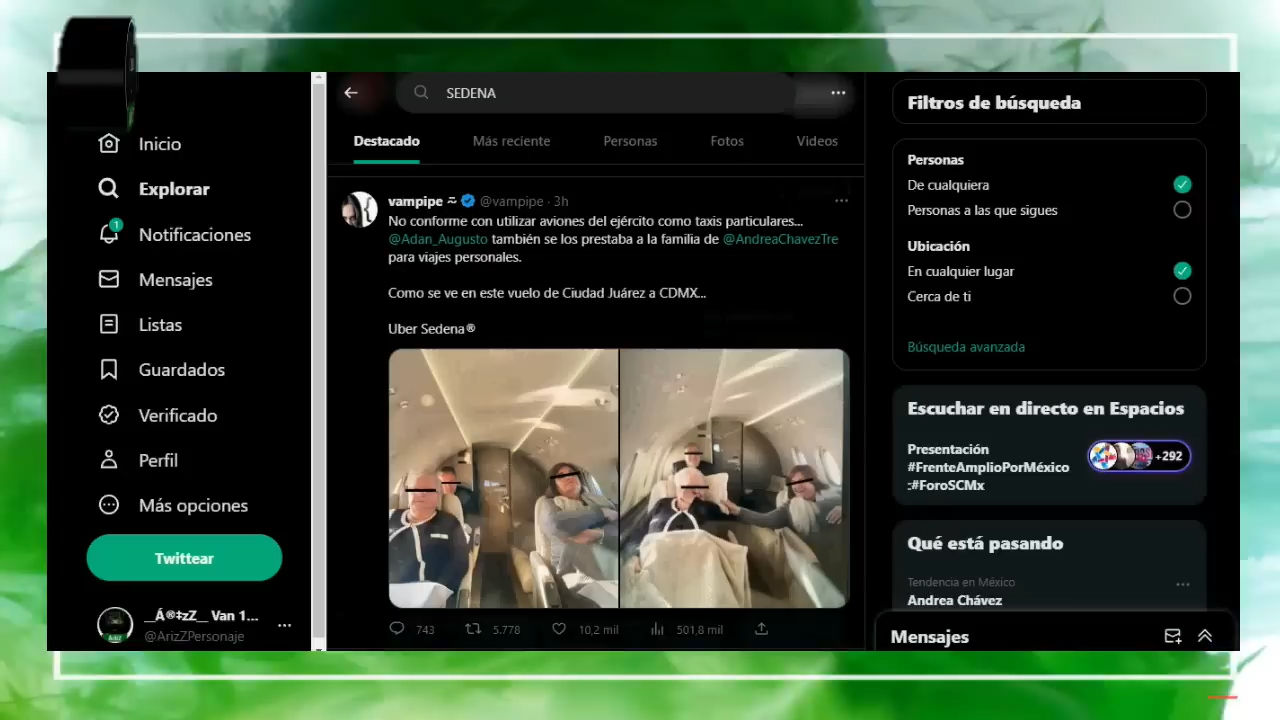 SEDENA
Destacado
Más reciente
Personas
Fotos
Videos
Inicio
Explorar
1
Notificaciones
Mensajes
Listas
Guardados
Verificado
Perfil
Más opciones
Twittear
__Á®‡zZ__ Van 1...
@ArizZPersonaje
vampipe @vampipe · 3h
No conforme con utilizar aviones del ejército como taxis particulares...
@Adan_Augusto también se los prestaba a la familia de @AndreaChavezTre
para viajes personales.
Como se ve en este vuelo de Ciudad Juárez a CDMX...
Uber Sedena®
743
5.778
10,2 mil
501,8 mil
Filtros de búsqueda
Personas
De cualquiera
Personas a las que sigues
Ubicación
En cualquier lugar
Cerca de ti
Búsqueda avanzada
Escuchar en directo en Espacios
Presentación
#FrenteAmplioPorMéxico
:#ForoSCMx
+292
Qué está pasando
Tendencia en México
Andrea Chávez
Mensajes